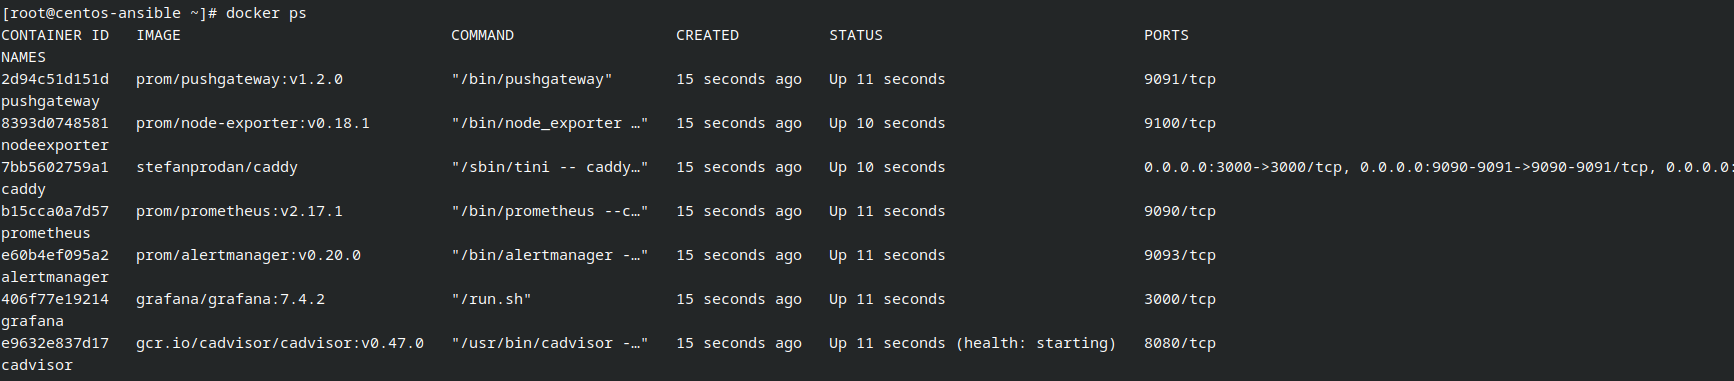 [root@centos-ansible ~]# docker ps
CONTAINER ID   IMAGE                              COMMAND                  CREATED          STATUS                             PORTS
NAMES
2d94c51d151d   prom/pushgateway:v1.2.0            "/bin/pushgateway"       15 seconds ago   Up 11 seconds                      9091/tcp
pushgateway
8393d0748581   prom/node-exporter:v0.18.1         "/bin/node_exporter …"   15 seconds ago   Up 10 seconds                      9100/tcp
nodeexporter
7bb5602759a1   stefanprodan/caddy                 "/sbin/tini -- caddy…"   15 seconds ago   Up 10 seconds                      0.0.0.0:3000->3000/tcp, 0.0.0.0:9090-9091->9090-9091/tcp, 0.0.0.0:
caddy
b15cca0a7d57   prom/prometheus:v2.17.1            "/bin/prometheus --c…"   15 seconds ago   Up 11 seconds                      9090/tcp
prometheus
e60b4ef095a2   prom/alertmanager:v0.20.0          "/bin/alertmanager -…"   15 seconds ago   Up 11 seconds                      9093/tcp
alertmanager
406f77e19214   grafana/grafana:7.4.2              "/run.sh"                15 seconds ago   Up 11 seconds                      3000/tcp
grafana
e9632e837d17   gcr.io/cadvisor/cadvisor:v0.47.0   "/usr/bin/cadvisor -…"   15 seconds ago   Up 11 seconds (health: starting)   8080/tcp
cadvisor